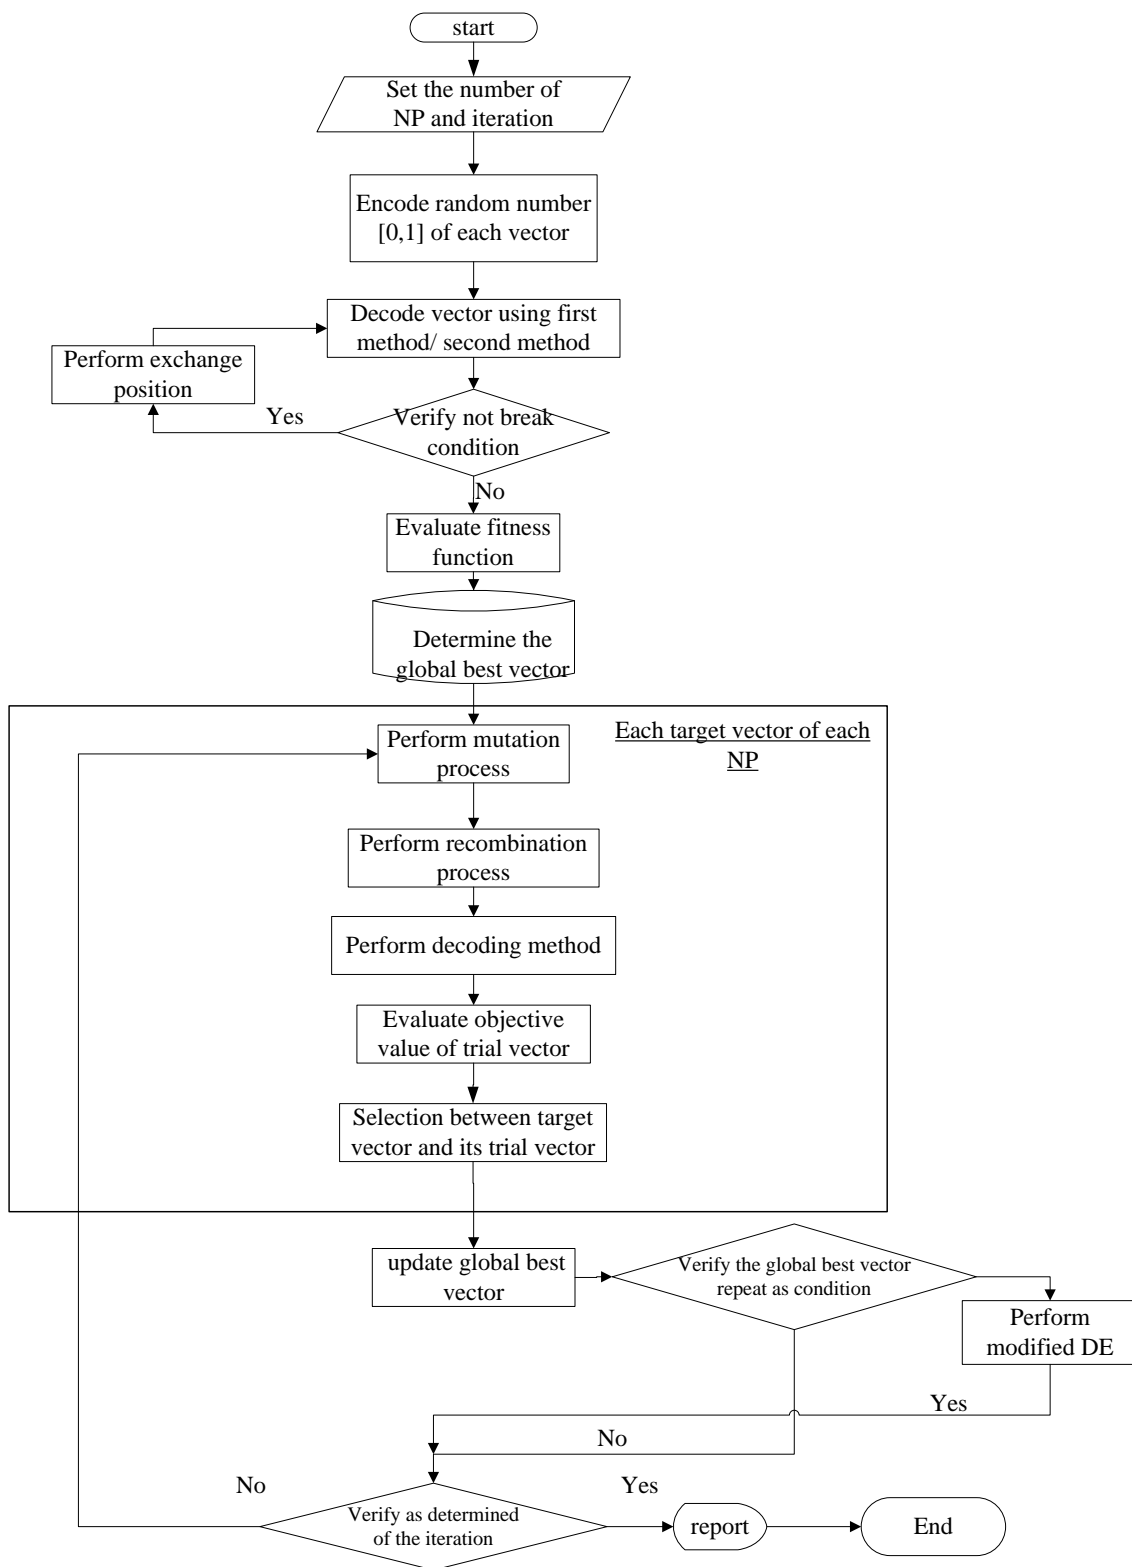 start
Set the number of
NP and iteration
Encode random number
[0,1] of each vector
Decode vector using first
method/ second method
Perform exchange
position
Yes
Verify not break
condition
No
Evaluate fitness
function
Determine the
global best vector
Each target vector of each
NP
Perform mutation
process
Perform recombination
process
Perform decoding method
Evaluate objective
value of trial vector
Selection between target
vector and its trial vector
update global best
vector
Verify the global best vector
repeat as condition
Perform
modified DE
Yes
No
No
Yes
Verify as determined
of the iteration
report
End